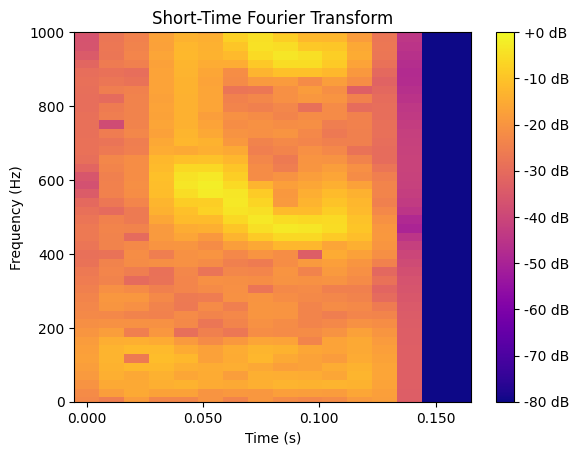 Short-Time Fourier Transform
Frequency (Hz)
1000
800
600
400
200
0
0.000
0.050
0.100
0.150
Time (s)
+0 dB
-10 dB
-20 dB
-30 dB
-40 dB
-50 dB
-60 dB
-70 dB
-80 dB